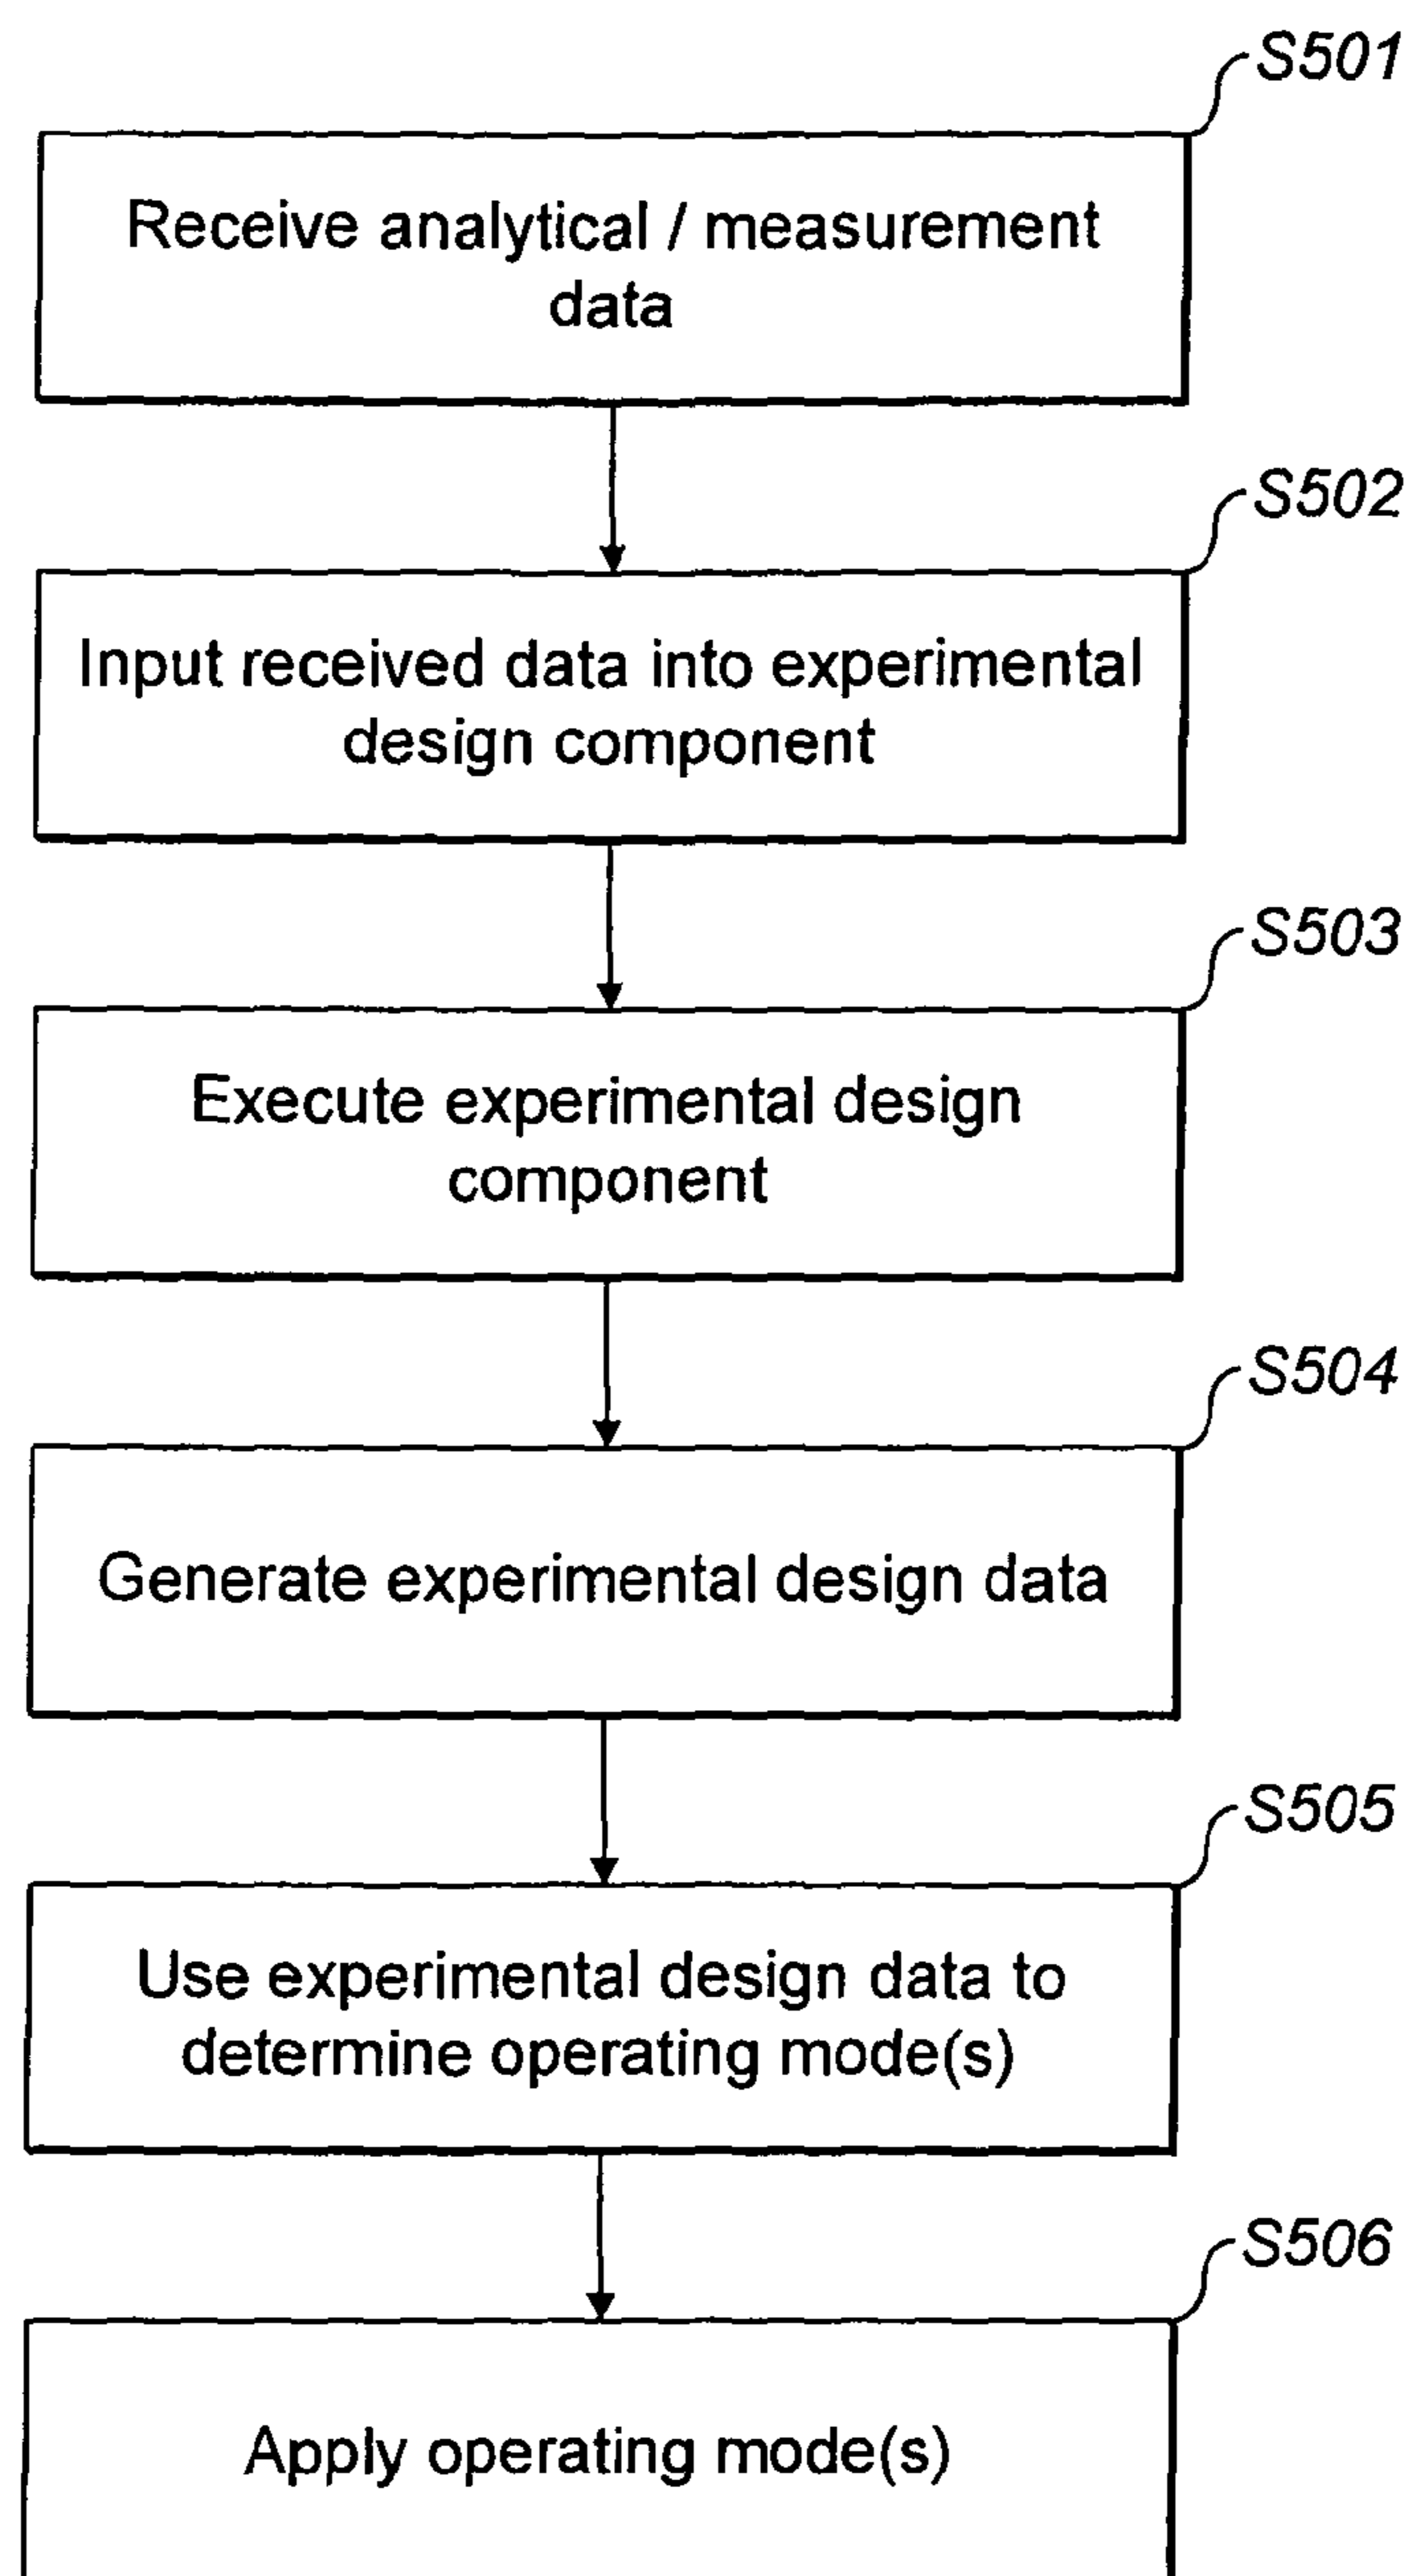 S501
Receive analytical / measurement
data
S502
Input received data into experimental
design component
S503
Execute experimental design
component
S504
Generate experimental design data
S505
Use experimental design data to
determine operating mode(s)
S506
Apply operating mode(s)